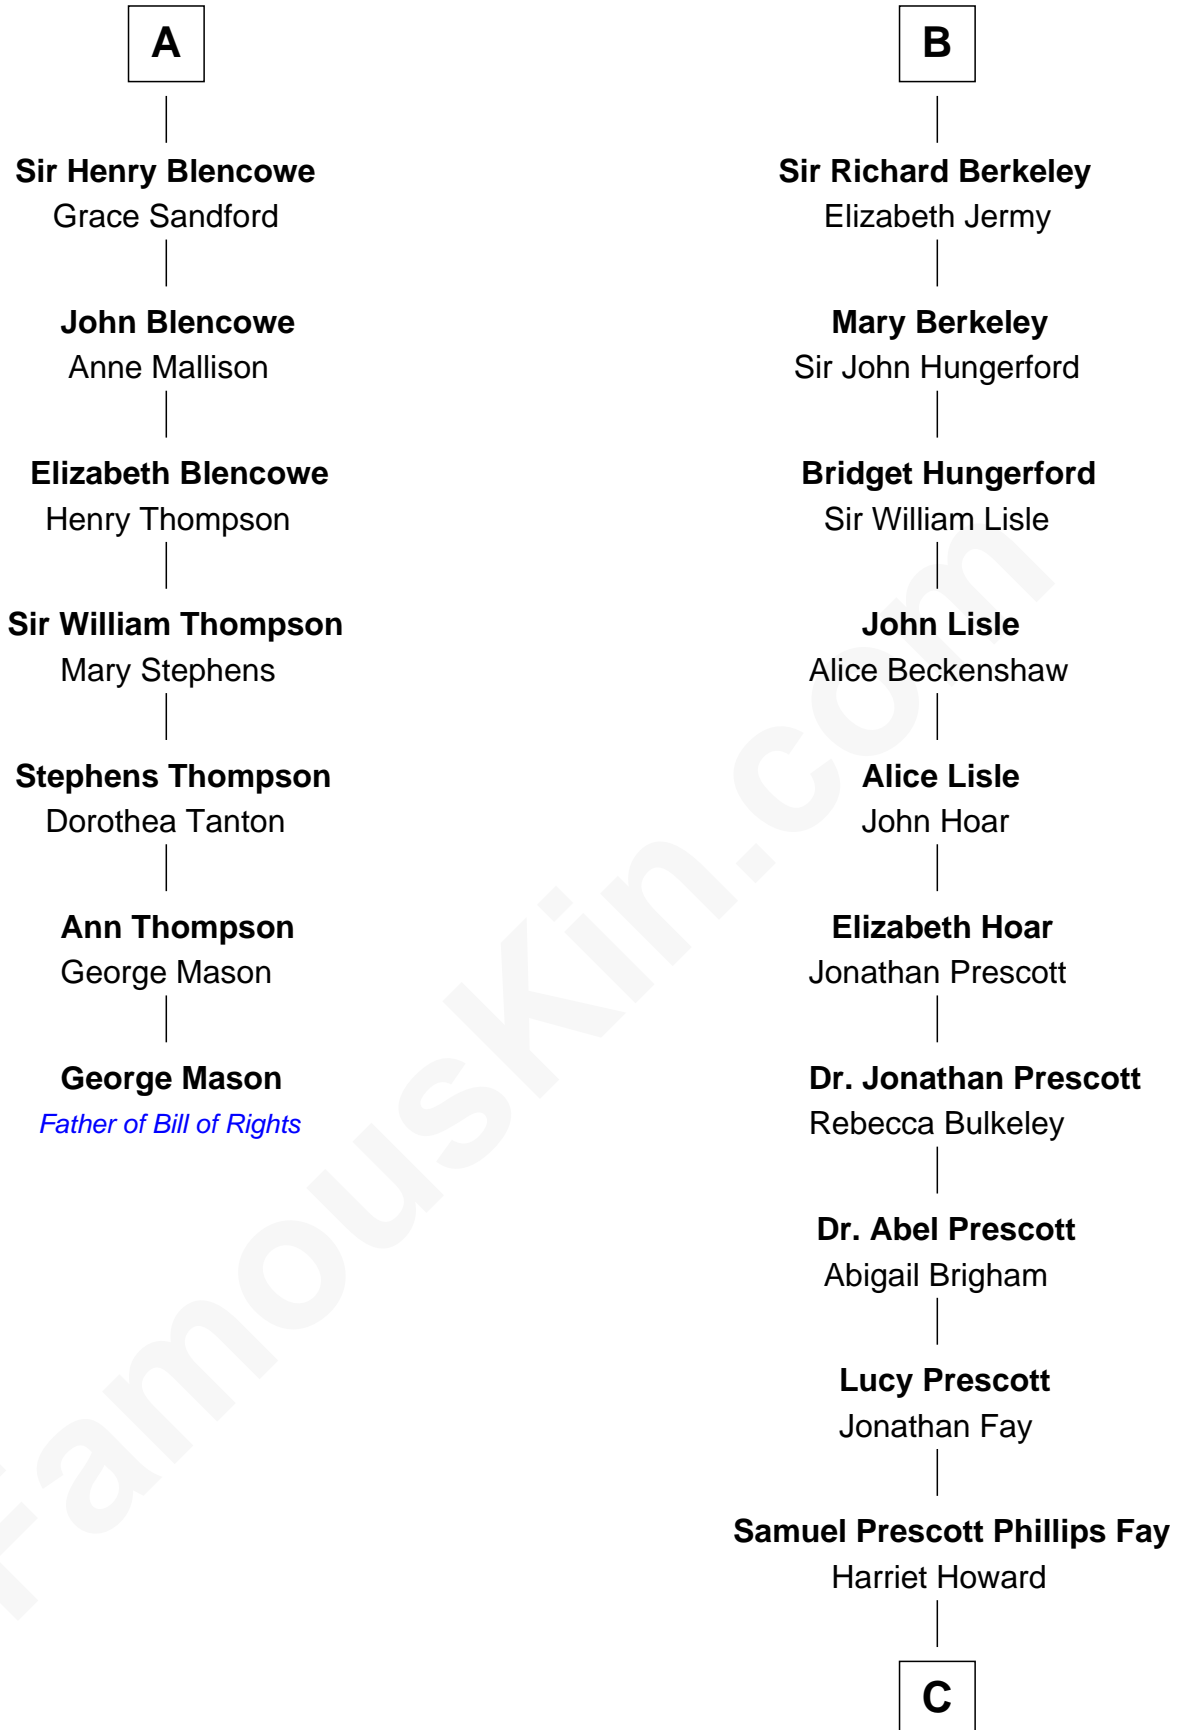 A
Sir Henry Blencowe
Grace Sandford
John Blencowe
Anne Mallison
Elizabeth Blencowe
Henry Thompson
Sir William Thompson
Mary Stephens
Stephens Thompson
Dorothea Tanton
Ann Thompson
George Mason
George Mason
Father of Bill of Rights
B
Sir Richard Berkeley
Elizabeth Jermy
Mary Berkeley
Sir John Hungerford
Bridget Hungerford
Sir William Lisle
John Lisle
Alice Beckenshaw
Alice Lisle
John Hoar
Elizabeth Hoar
Jonathan Prescott
Dr. Jonathan Prescott
Rebecca Bulkeley
Dr. Abel Prescott
Abigail Brigham
Lucy Prescott
Jonathan Fay
Samuel Prescott Phillips Fay
Harriet Howard
C
FamousKin.com